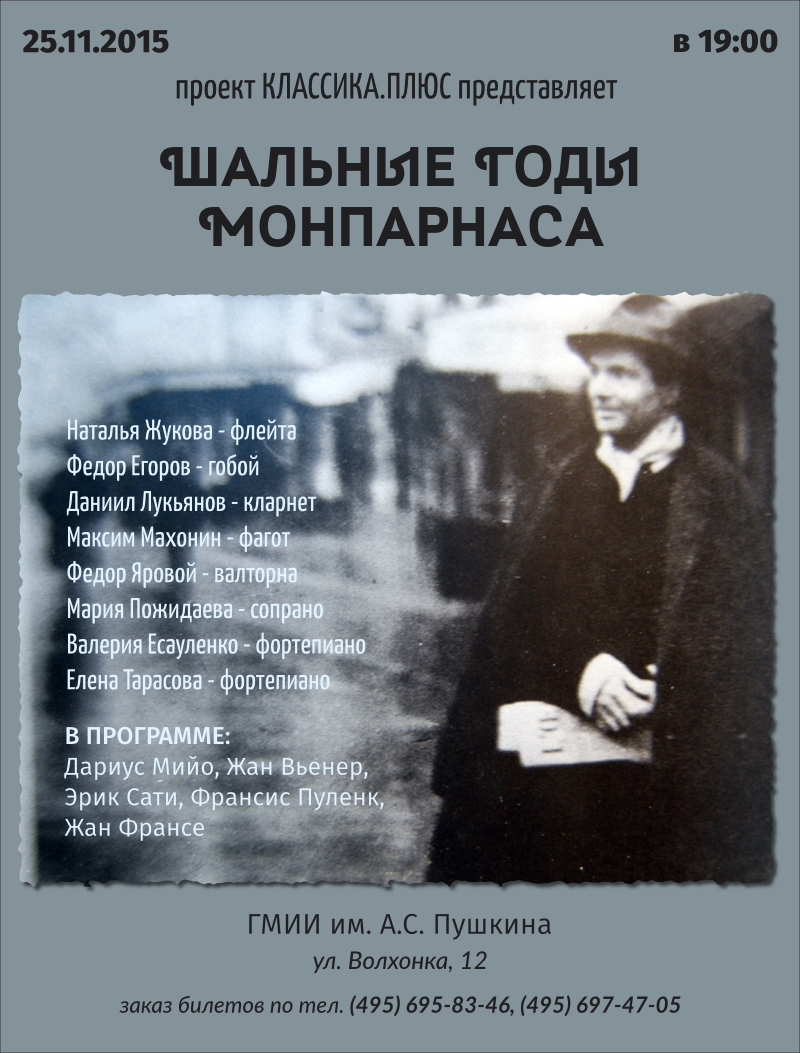 25.11.2015
в 19:00
проект КЛАССИКА.ПЛЮС представляет
ШАЛЬНЫЕ ГОДЫ
МОНПАРНАСА
Наталья Жукова - флейта
Федор Егоров - гобой
Даниил Лукьянов - кларнет
Максим Махонин - фагот
Федор Яровой - валторна
Мария Пожидаева - сопрано
Валерия Есауленко - фортепиано
Елена Тарасова - фортепиано
В ПРОГРАММЕ:
Дариус Мийо, Жан Вьенер,
Эрик Сати, Франсис Пуленк,
Жан Франсе
ГМИИ им. А.С. Пушкина
ул. Волхонка, 12
заказ билетов по тел. (495) 695-83-46, (495) 697-47-05